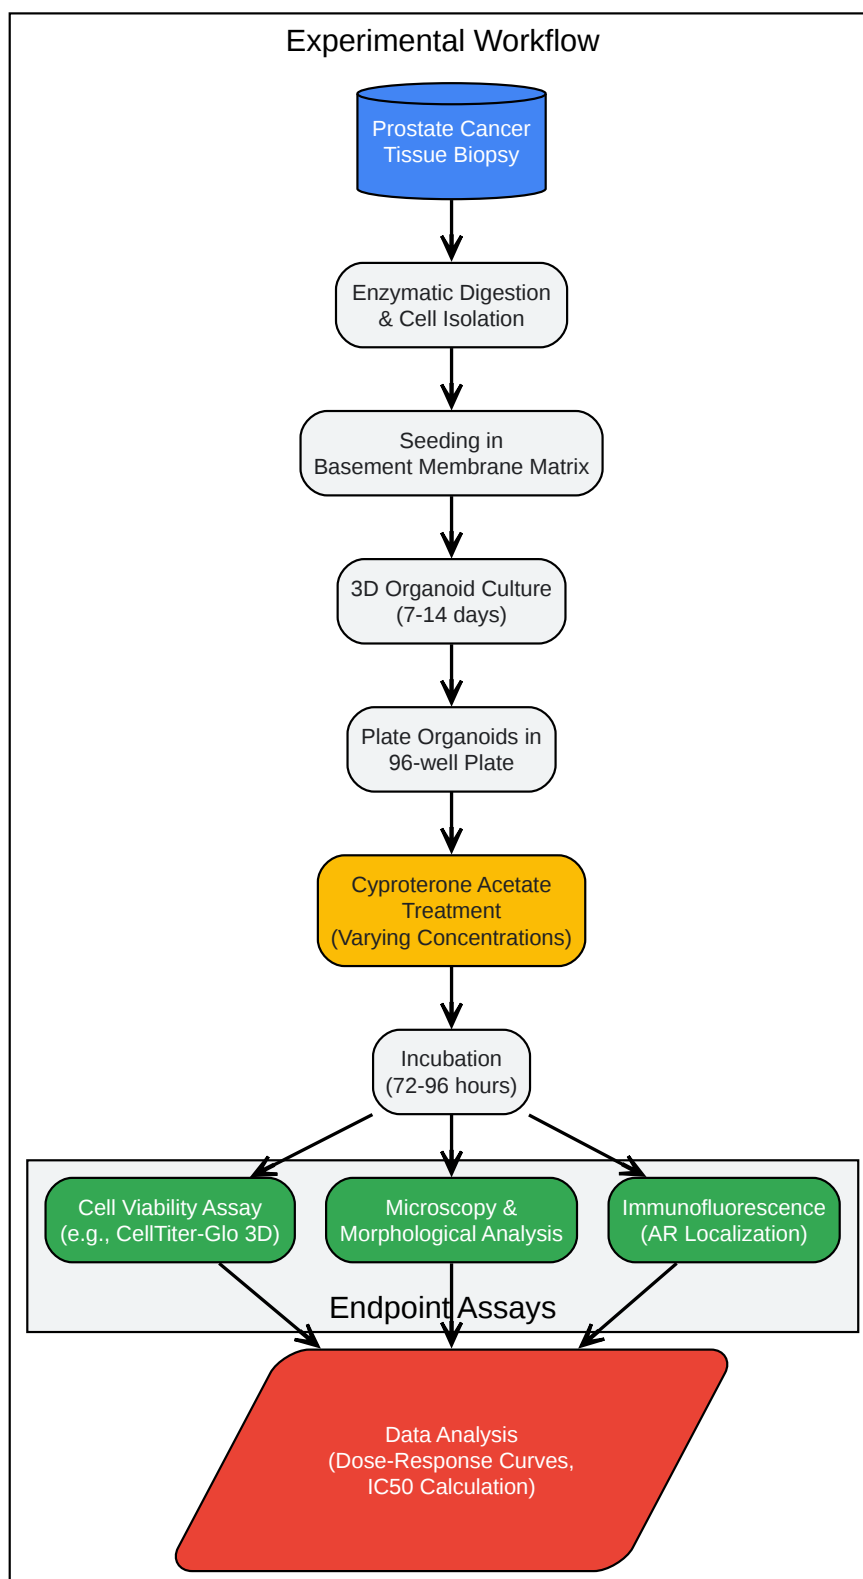 Experimental Workflow
Prostate Cancer
Tissue Biopsy
Enzymatic Digestion
& Cell Isolation
Seeding in
Basement Membrane Matrix
3D Organoid Culture
(7-14 days)
Plate Organoids in
96-well Plate
Cyproterone Acetate
Treatment
(Varying Concentrations)
Incubation
(72-96 hours)
Cell Viability Assay
(e.g., CellTiter-Glo 3D)
Microscopy &
Morphological Analysis
Immunofluorescence
(AR Localization)
Endpoint Assays
Data Analysis
(Dose-Response Curves,
IC50 Calculation)